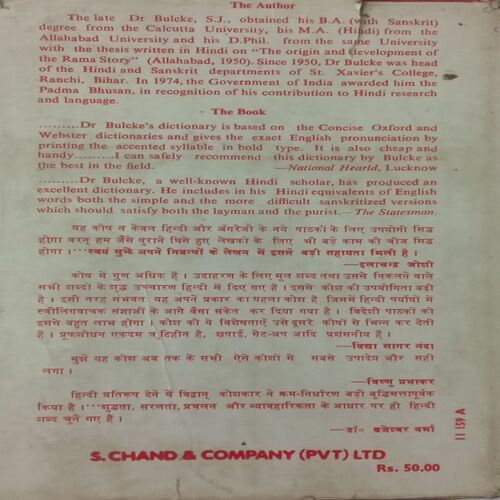 The Author
The late Dr Bulcke, S.J., obtained his B.A. (with Sanskrit)
degree from the Calcutta University, his M.A. (Hindi) from the
Allahabad University and his D.Phil. from the same University
with the thesis written in Hindi on "The origin and development of
the Rama Story" (Allahabad, 1950). Since 1950, Dr Bulcke was head
of the Hindi and Sanskrit departments of St. Xavier's College,
Ranchi, Bihar. In 1974, the Government of India awarded him the
Padma Bhusan, in recognition of his contribution to Hindi research
and language.
The Book
.........Dr Bulcke's dictionary is based on the Concise Oxford and
Webster dictionaries and gives the exact English pronunciation by
printing the accented syllable in bold type. It is also cheap and
handy.........I can safely recommend this dictionary by Bulcke as
the best in the field. —National Hearld, Lucknow
.........Dr Bulcke, a well-known Hindi scholar, has produced an
excellent dictionary. He includes in his Hindi equivalents of English
words both the simple and the more difficult sanskritized versions
which should satisfy both the layman and the purist.—The Statesman.
यह कोष न केवल हिन्दी और अँगरेजी के नये पाठकों के लिए उपयोगी सिद्ध
होगा वरन् हम जैसे पुराने घिसे हुए लेखकों के लिए भी बड़े काम की चीज सिद्ध
होगा।···स्वयं मुझे अपने निबन्धों के लेखन में इससे बड़ी सहायता मिली है।
—इलाचन्द्र जोशी
कोष में गुण अधिक हैं। उदाहरण के लिए मूल शब्द तथा उससे निकलने वाले
सभी शब्दों के शुद्ध उच्चारण हिन्दी में दिए गए हैं। इससे कोश की उपयोगिता बढ़ी
है। इसी तरह संभवत यह अपने प्रकार का पहला कोश है जिसमें हिन्दी पर्यायों में
स्त्रीलिंगवाचक संज्ञाओं के आगे वैसा संकेत कर दिया गया है। विदेशी पाठकों को
इससे बहुत लाभ होगा। कोश की ये विशेषताएँ उसे दूसरे कोषों से भिन्न कर देती
हैं। प्रूफशोधन एकदम त्रुटिहीन है, छपाई, गेट-अप आदि प्रशंसनीय हैं।
—विद्या सागर नंदा
मुझे यह कोश अब तक के सभी ऐसे कोशों में सबसे उपादेय और सही
लगा।
—विष्णु प्रभाकर
हिन्दी प्रतिरूप देने में विद्वान् कोशकार ने क्रम-निर्धारण बड़ी बुद्धिमत्तापूर्वक
किया है।···शुद्धता, सरलता, प्रचलन और व्यावहारिकता के आधार पर ही हिन्दी
शब्द चुने गए हैं।
—डॉ० ब्रजेश्वर वर्मा
S. CHAND & COMPANY (PVT) LTD
Rs. 50.00
11 159 A